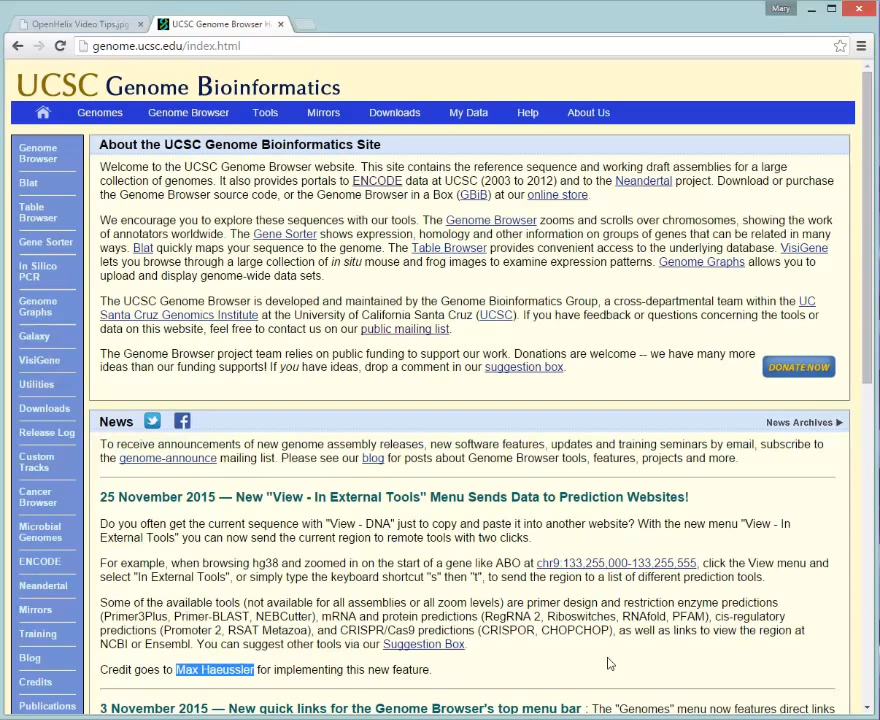 Mary
OpenHelix Video Tips.jpg
UCSC Genome Browser H
genome.ucsc.edu/index.html
UCSC Genome Bioinformatics
Genomes Genome Browser Tools Mirrors Downloads My Data Help About Us
Genome
Browser
Blat
Table
Browser
Gene Sorter
In Silico
PCR
Genome
Graphs
Galaxy
VisiGene
Utilities
Downloads
Release Log
Custom
Tracks
Cancer
Browser
Microbial
Genomes
ENCODE
Neandertal
Mirrors
Training
Blog
Credits
Publications
About the UCSC Genome Bioinformatics Site
Welcome to the UCSC Genome Browser website. This site contains the reference sequence and working draft assemblies for a large
collection of genomes. It also provides portals to ENCODE data at UCSC (2003 to 2012) and to the Neandertal project. Download or purchase
the Genome Browser source code, or the Genome Browser in a Box (GBiB) at our online store.
We encourage you to explore these sequences with our tools. The Genome Browser zooms and scrolls over chromosomes, showing the work
of annotators worldwide. The Gene Sorter shows expression, homology and other information on groups of genes that can be related in many
ways. Blat quickly maps your sequence to the genome. The Table Browser provides convenient access to the underlying database. VisiGene
lets you browse through a large collection of in situ mouse and frog images to examine expression patterns. Genome Graphs allows you to
upload and display genome-wide data sets.
The UCSC Genome Browser is developed and maintained by the Genome Bioinformatics Group, a cross-departmental team within the UC
Santa Cruz Genomics Institute at the University of California Santa Cruz (UCSC). If you have feedback or questions concerning the tools or
data on this website, feel free to contact us on our public mailing list.
The Genome Browser project team relies on public funding to support our work. Donations are welcome -- we have many more
ideas than our funding supports! If you have ideas, drop a comment in our suggestion box.
DONATE NOW
News
News Archives ▶
To receive announcements of new genome assembly releases, new software features, updates and training seminars by email, subscribe to
the genome-announce mailing list. Please see our blog for posts about Genome Browser tools, features, projects and more.
25 November 2015 — New "View - In External Tools" Menu Sends Data to Prediction Websites!
Do you often get the current sequence with "View - DNA" just to copy and paste it into another website? With the new menu "View - In
External Tools" you can now send the current region to remote tools with two clicks.
For example, when browsing hg38 and zoomed in on the start of a gene like ABO at chr9:133,255,000-133,255,555, click the View menu and
select "In External Tools", or simply type the keyboard shortcut "s" then "t", to send the region to a list of different prediction tools.
Some of the available tools (not available for all assemblies or all zoom levels) are primer design and restriction enzyme predictions
(Primer3Plus, Primer-BLAST, NEBCutter), mRNA and protein predictions (RegRNA 2, Riboswitches, RNAfold, PFAM), cis-regulatory
predictions (Promoter 2, RSAT Metazoa), and CRISPR/Cas9 predictions (CRISPOR, CHOPCHOP), as well as links to view the region at
NCBI or Ensembl. You can suggest other tools via our Suggestion Box.
Credit goes to Max Haeussler for implementing this new feature.
3 November 2015 — New quick links for the Genome Browser's top menu bar : The "Genomes" menu now features direct links